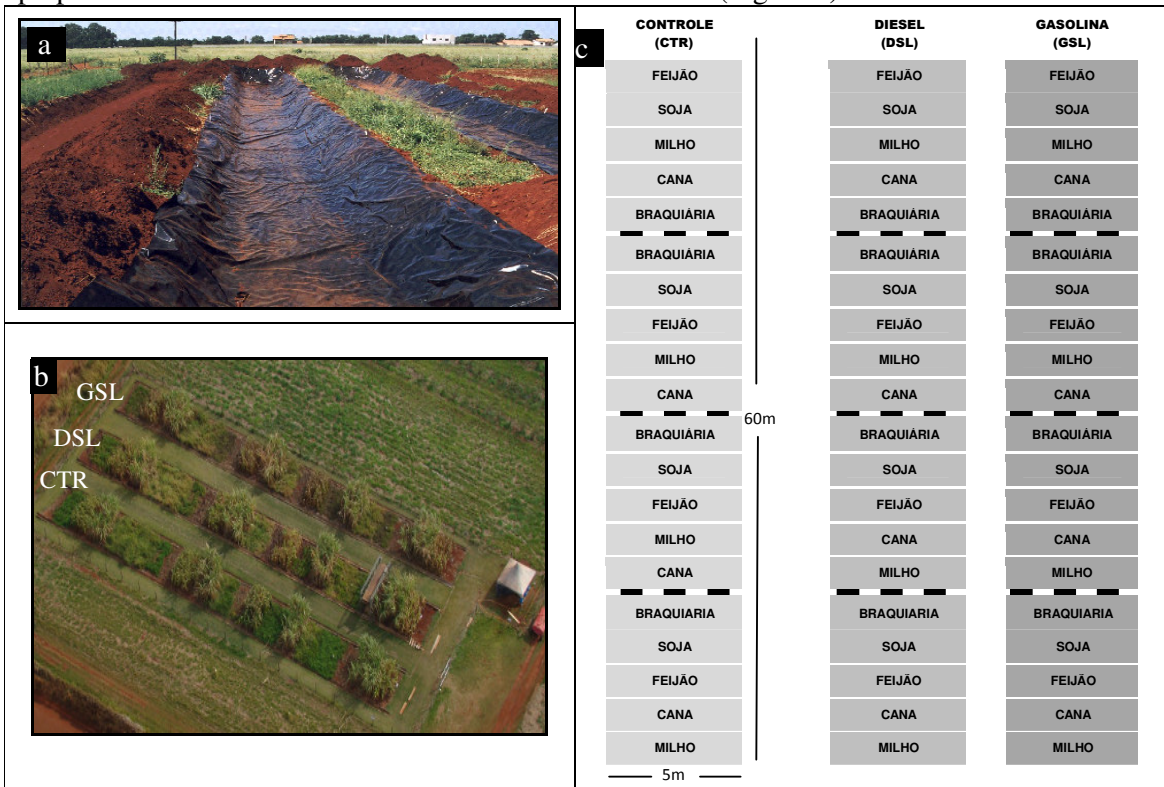 a
b
GSL
DSL
CTR
c
CONTROLE DIESEL GASOLINA
(CTR) (DSL) (GSL)
FEIJÃO FEIJÃO FEIJÃO
SOJA SOJA SOJA
MILHO MILHO MILHO
CANA CANA CANA
BRAQUIÁRIA BRAQUIÁRIA BRAQUIÁRIA
BRAQUIÁRIA BRAQUIÁRIA BRAQUIÁRIA
SOJA SOJA SOJA
FEIJÃO FEIJÃO FEIJÃO
MILHO MILHO MILHO
CANA CANA CANA
60m
BRAQUIÁRIA BRAQUIÁRIA BRAQUIÁRIA
SOJA SOJA SOJA
FEIJÃO FEIJÃO FEIJÃO
MILHO CANA CANA
CANA MILHO MILHO
BRAQUIARIA BRAQUIARIA BRAQUIARIA
SOJA SOJA SOJA
FEIJÃO FEIJÃO FEIJÃO
CANA CANA CANA
MILHO MILHO MILHO
5m